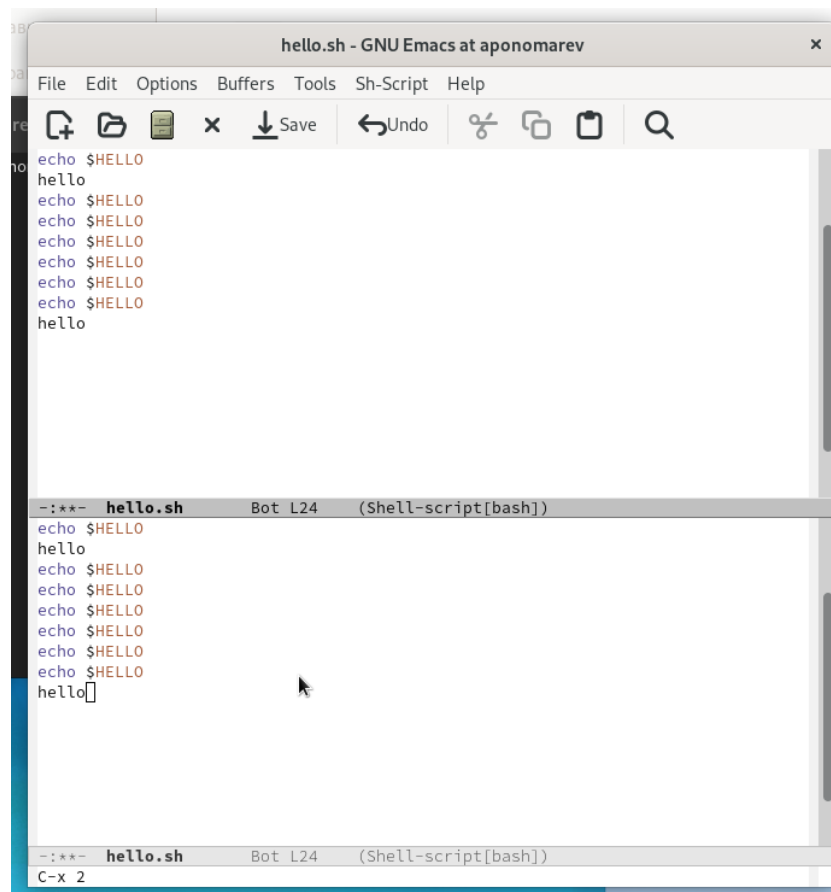 ав
hello.sh - GNU Emacs at aponomarev
File Edit Options Buffers Tools Sh-Script Help
re
Save Undo
echo $HELLO
no
hello
echo $HELLO
echo $HELLO
echo $HELLO
echo $HELLO
echo $HELLO
echo $HELLO
hello
-:**- hello.sh Bot L24 (Shell-script[bash])
echo $HELLO
hello
echo $HELLO
echo $HELLO
echo $HELLO
echo $HELLO
echo $HELLO
echo $HELLO
hello
-:**- hello.sh Bot L24 (Shell-script[bash])
C-x 2